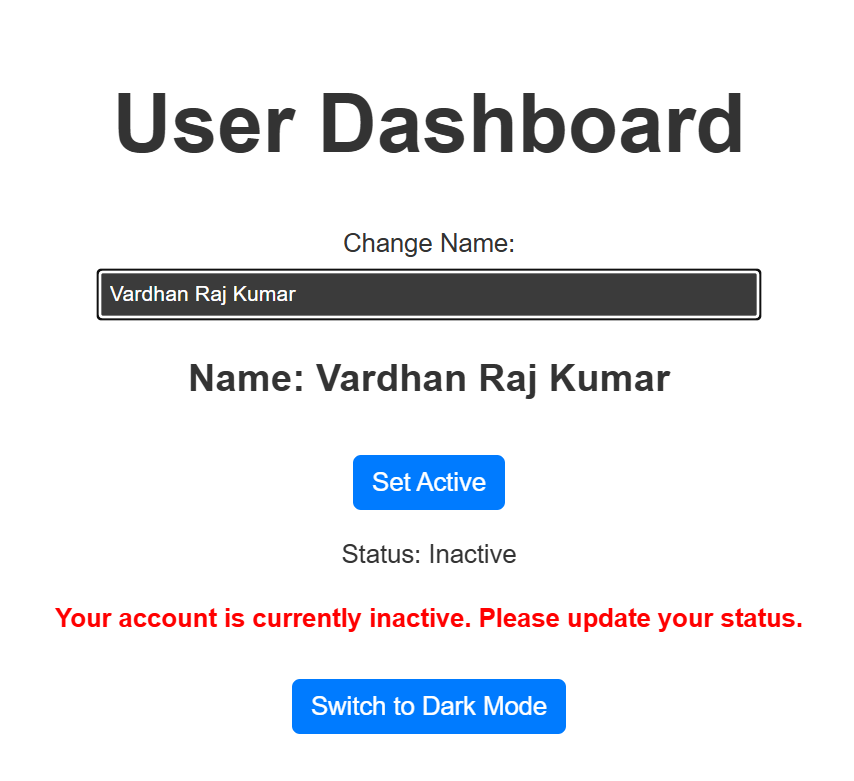 User Dashboard
Change Name:
Vardhan Raj Kumar
Name: Vardhan Raj Kumar
Set Active
Status: Inactive
Your account is currently inactive. Please update your status.
Switch to Dark Mode